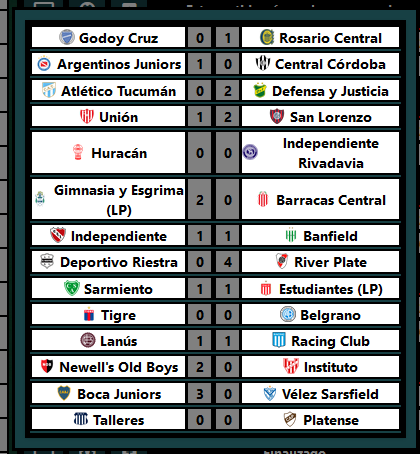 Godoy Cruz 0 1 Rosario Central
Argentinos Juniors 1 0 Central Córdoba
Atlético Tucumán 0 2 Defensa y Justicia
Unión 1 2 San Lorenzo
Huracán 0 0 Independiente
Rivadavia
Gimnasia y Esgrima
(LP) 2 0 Barracas Central
Independiente 1 1 Banfield
Deportivo Riestra 0 4 River Plate
Sarmiento 1 1 Estudiantes (LP)
Tigre 0 0 Belgrano
Lanús 1 1 Racing Club
Newell's Old Boys 2 0 Instituto
Boca Juniors 3 0 Vélez Sarsfield
Talleres 0 0 Platense